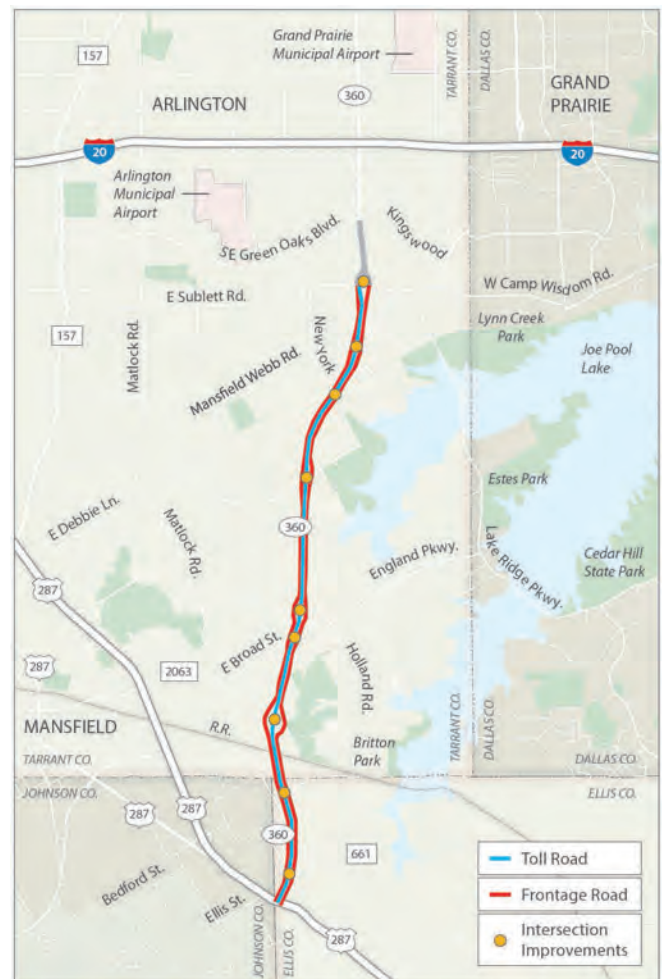 Grand Prairie
Municipal Airport
TARRANT CO.
DALLAS CO.
157
360
ARLINGTON
GRAND
PRAIRIE
20
20
Arlington
Municipal
Airport
SE Green Oaks Blvd.
Kingswood
E Sublett Rd.
W Camp Wisdom Rd.
Lynn Creek
Park
Joe Pool
Lake
157
Matlock Rd.
New York
Mansfield Webb Rd.
Estes Park
E Debbie Ln.
Matlock Rd.
360
England Pkwy.
Lake Ridge Pkwy.
Cedar Hill
State Park
287
E Broad St.
Holland Rd.
287
2063
MANSFIELD
R.R.
Britton
Park
TARRANT CO.
DALLAS CO.
TARRANT CO.
JOHNSON CO.
DALLAS CO.
ELLIS CO.
287
287
360
661
Bedford St.
Ellis St.
JOHNSON CO.
ELLIS CO.
287
Toll Road
Frontage Road
Intersection
Improvements